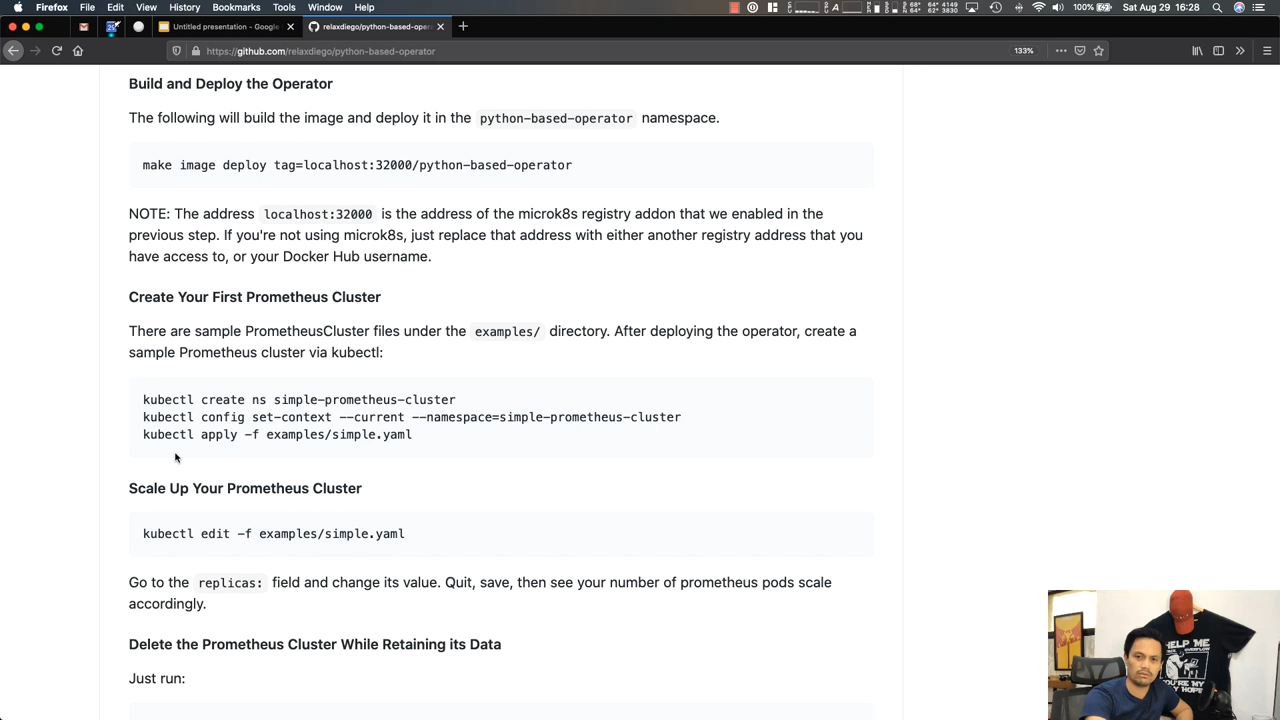 Firefox File Edit View History Bookmarks Tools Window Help
100% Sat Aug 29 16:28
Untitled presentation - Google
relaxdiego/python-based-oper
https://github.com/relaxdiego/python-based-operator
133%
Build and Deploy the Operator
The following will build the image and deploy it in the python-based-operator namespace.
make image deploy tag=localhost:32000/python-based-operator
NOTE: The address localhost:32000 is the address of the microk8s registry addon that we enabled in the
previous step. If you're not using microk8s, just replace that address with either another registry address that you
have access to, or your Docker Hub username.
Create Your First Prometheus Cluster
There are sample PrometheusCluster files under the examples/ directory. After deploying the operator, create a
sample Prometheus cluster via kubectl:
kubectl create ns simple-prometheus-cluster
kubectl config set-context --current --namespace=simple-prometheus-cluster
kubectl apply -f examples/simple.yaml
Scale Up Your Prometheus Cluster
kubectl edit -f examples/simple.yaml
Go to the replicas: field and change its value. Quit, save, then see your number of prometheus pods scale
accordingly.
Delete the Prometheus Cluster While Retaining its Data
Just run:
HELP ME
YOU'RE MY
HOPE